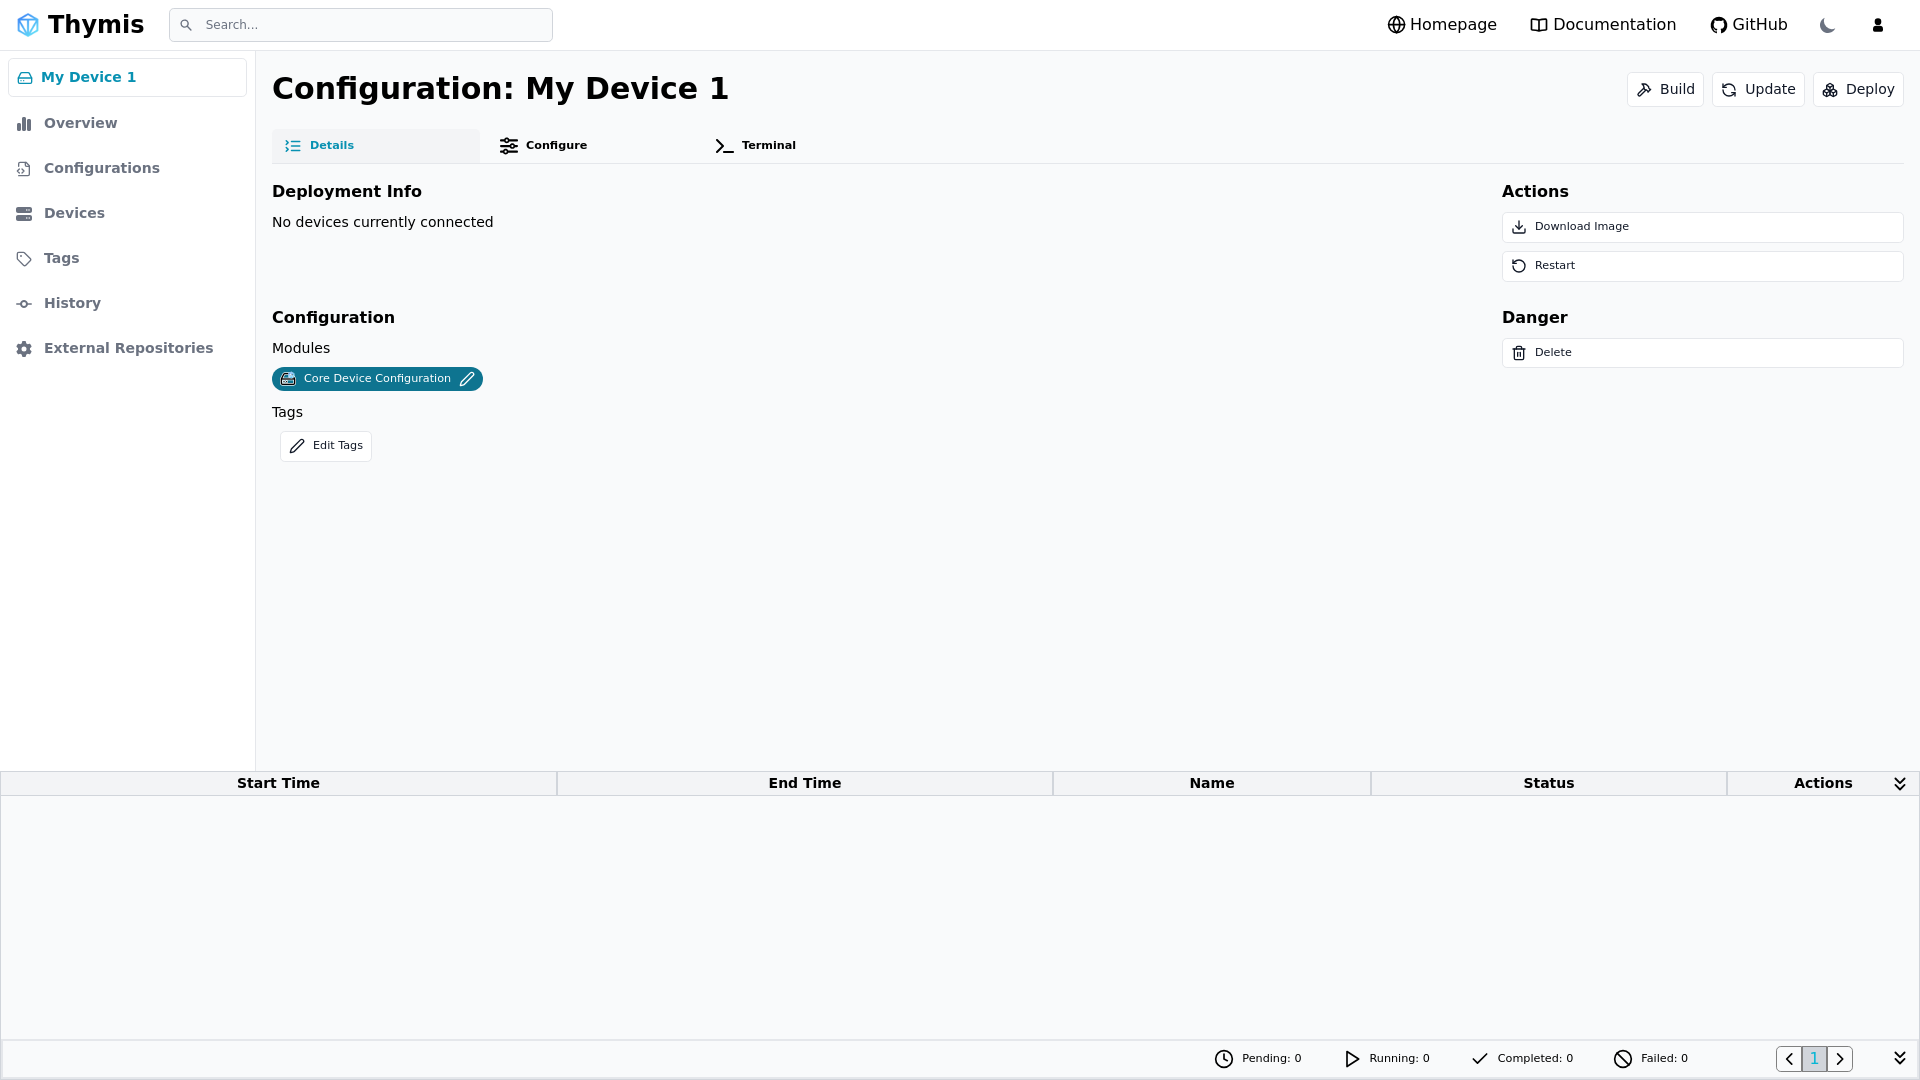 Thymis
Search...
Homepage
Documentation
GitHub
My Device 1
Overview
Configurations
Devices
Tags
History
External Repositories
Configuration: My Device 1
Build
Update
Deploy
Details
Configure
Terminal
Deployment Info
No devices currently connected
Actions
Download Image
Restart
Configuration
Modules
Core Device Configuration
Tags
Edit Tags
Danger
Delete
Start Time
End Time
Name
Status
Actions
Pending: 0
Running: 0
Completed: 0
Failed: 0
1